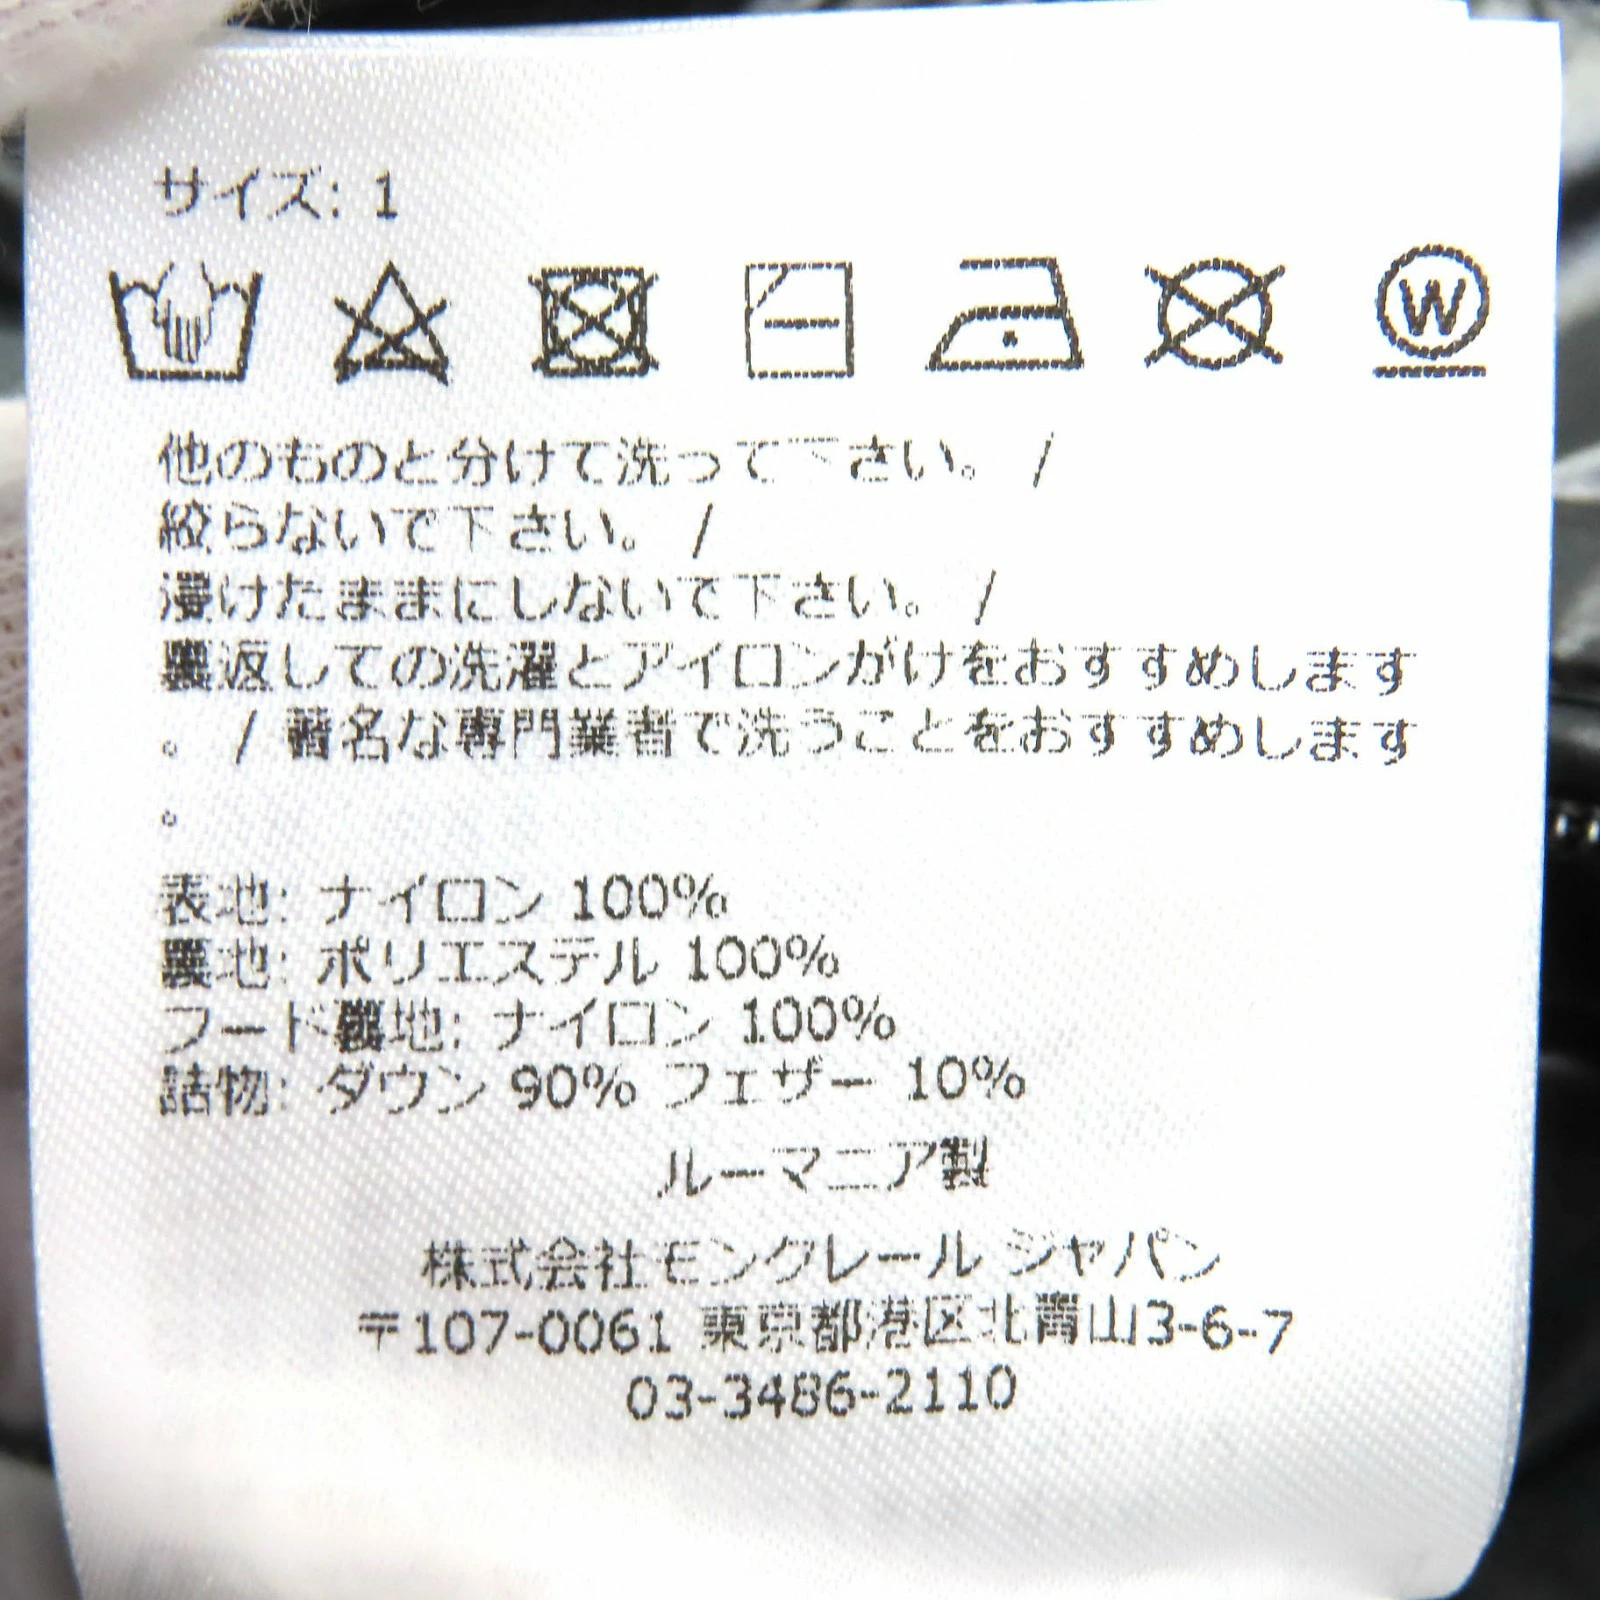 サイズ: 1
W
他のものと分けて洗って下さい。 /
絞らないで下さい。 /
浸けたままにしないで下さい。 /
裏返しての洗濯とアイロンがけをおすすめします
。 / 著名な専門業者で洗うことをおすすめします
。
表地: ナイロン 100%
裏地: ポリエステル 100%
フード裏地: ナイロン 100%
詰物: ダウン 90% フェザー 10%
ルーマニア製
株式会社モンクレール ジャパン
〒107-0061 東京都港区北青山3-6-7
03-3486-2110